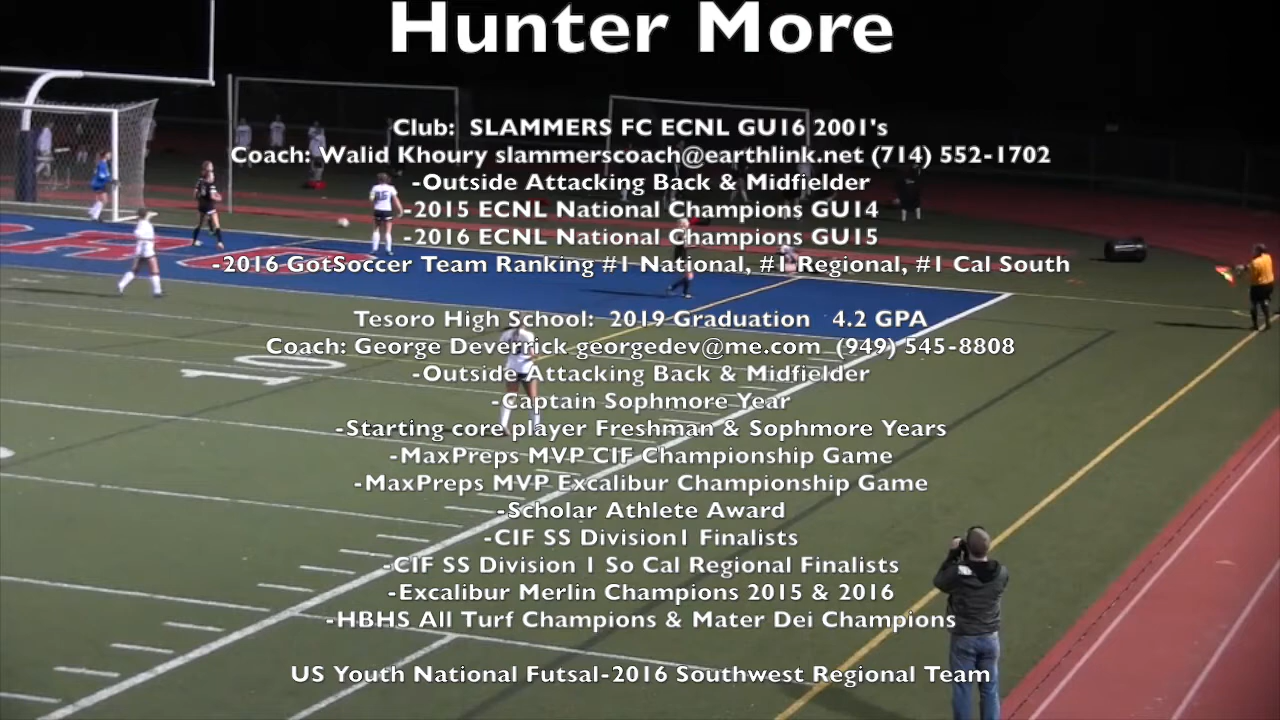 Hunter More
Club: SLAMMERS FC ECNL GU16 2001's
Coach: Walid Khoury slammerscoach@earthlink.net (714) 552-1702
-Outside Attacking Back & Midfielder
-2015 ECNL National Champions GU14
-2016 ECNL National Champions GU15
-2016 GotSoccer Team Ranking #1 National, #1 Regional, #1 Cal South
Tesoro High School: 2019 Graduation 4.2 GPA
Coach: George Deverrick georgedev@me.com (949) 545-8808
-Outside Attacking Back & Midfielder
-Captain Sophmore Year
-Starting core player Freshman & Sophmore Years
-MaxPreps MVP CIF Championship Game
-MaxPreps MVP Excalibur Championship Game
-Scholar Athlete Award
-CIF SS Division1 Finalists
-CIF SS Division 1 So Cal Regional Finalists
-Excalibur Merlin Champions 2015 & 2016
-HBHS All Turf Champions & Mater Dei Champions
US Youth National Futsal-2016 Southwest Regional Team
10